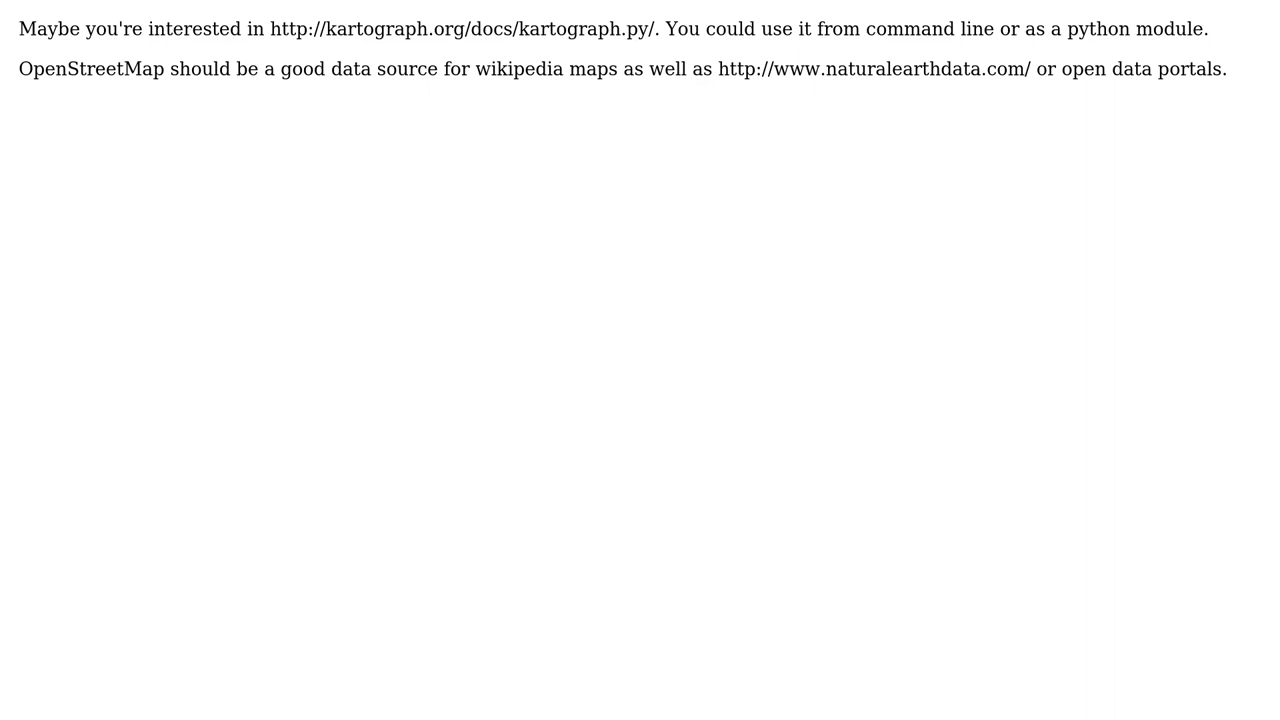 Maybe you're interested in http://kartograph.org/docs/kartograph.py/. You could use it from command line or as a python module.
OpenStreetMap should be a good data source for wikipedia maps as well as http://www.naturalearthdata.com/ or open data portals.